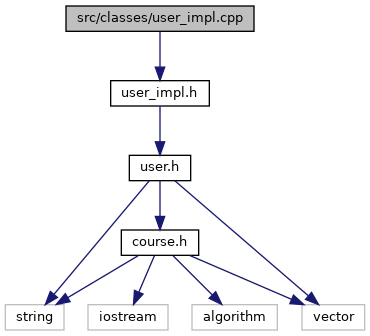 src/classes/user_impl.cpp
user_impl.h
user.h
course.h
string
iostream
algorithm
vector